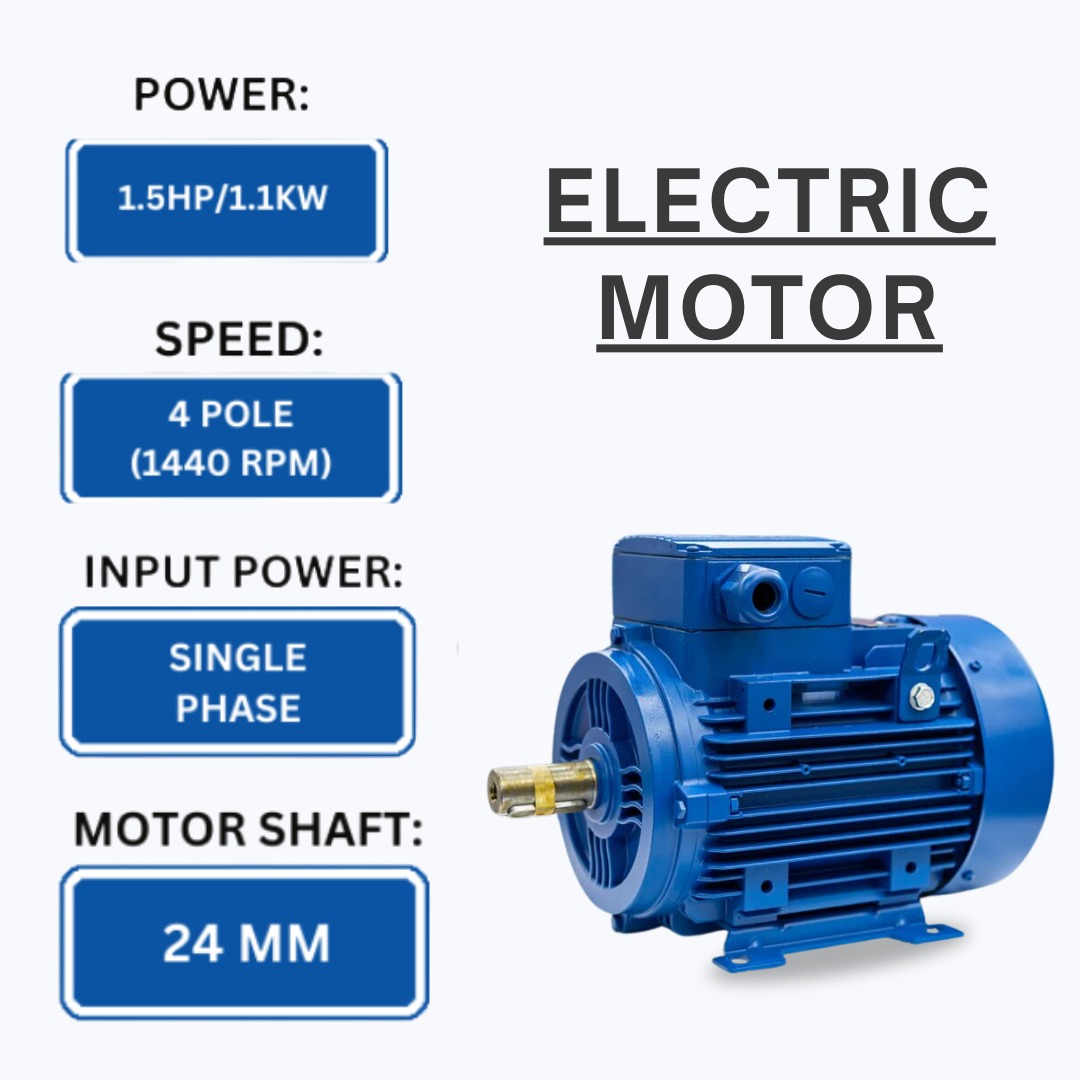 POWER:
1.5HP/1.1KW
SPEED:
4 POLE
(1440 RPM)
INPUT POWER:
SINGLE
PHASE
MOTOR SHAFT:
24 MM
ELECTRIC
MOTOR